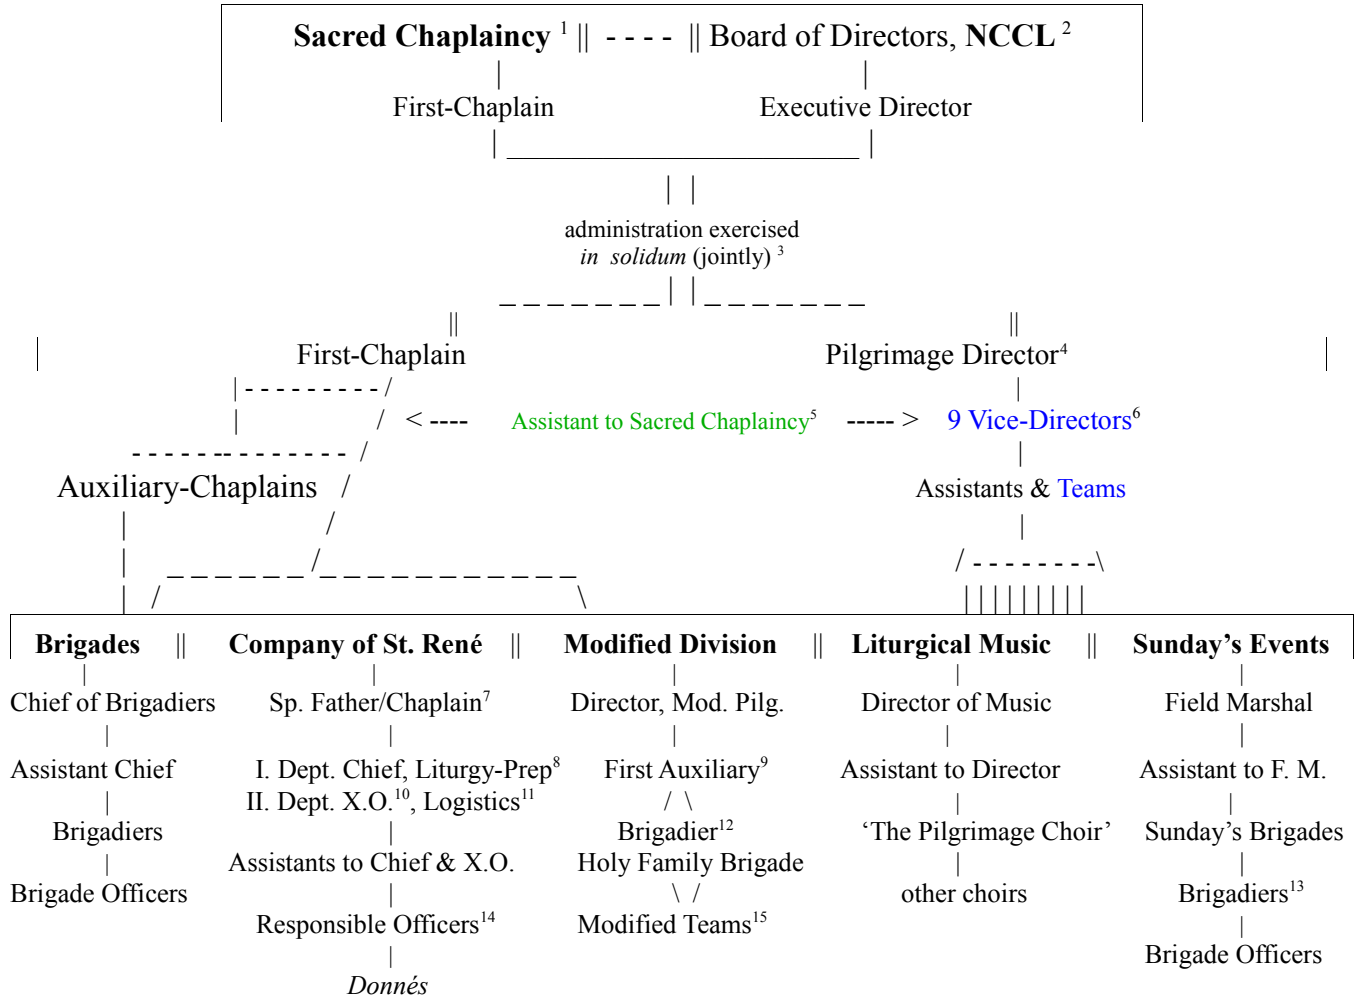 Sacred Chaplaincy ¹ || - - - - || Board of Directors, NCCL ²
First-Chaplain Executive Director
administration exercised
in solidum (jointly) ³
First-Chaplain Pilgrimage Director⁴
< ---- Assistant to Sacred Chaplaincy⁵ ----- > 9 Vice-Directors⁶
Auxiliary-Chaplains Assistants & Teams
Brigades || Company of St. René || Modified Division || Liturgical Music || Sunday’s Events
Chief of Brigadiers Sp. Father/Chaplain⁷ Director, Mod. Pilg. Director of Music Field Marshal
Assistant Chief I. Dept. Chief, Liturgy-Prep⁸ First Auxiliary⁹ Assistant to Director Assistant to F. M.
II. Dept. X.O.¹⁰, Logistics¹¹
Brigadiers Brigadier¹² ‘The Pilgrimage Choir’ Sunday’s Brigades
Assistants to Chief & X.O. Holy Family Brigade
Brigade Officers other choirs Brigadiers¹³
Responsible Officers¹⁴ Modified Teams¹⁵
Brigade Officers
Donnés